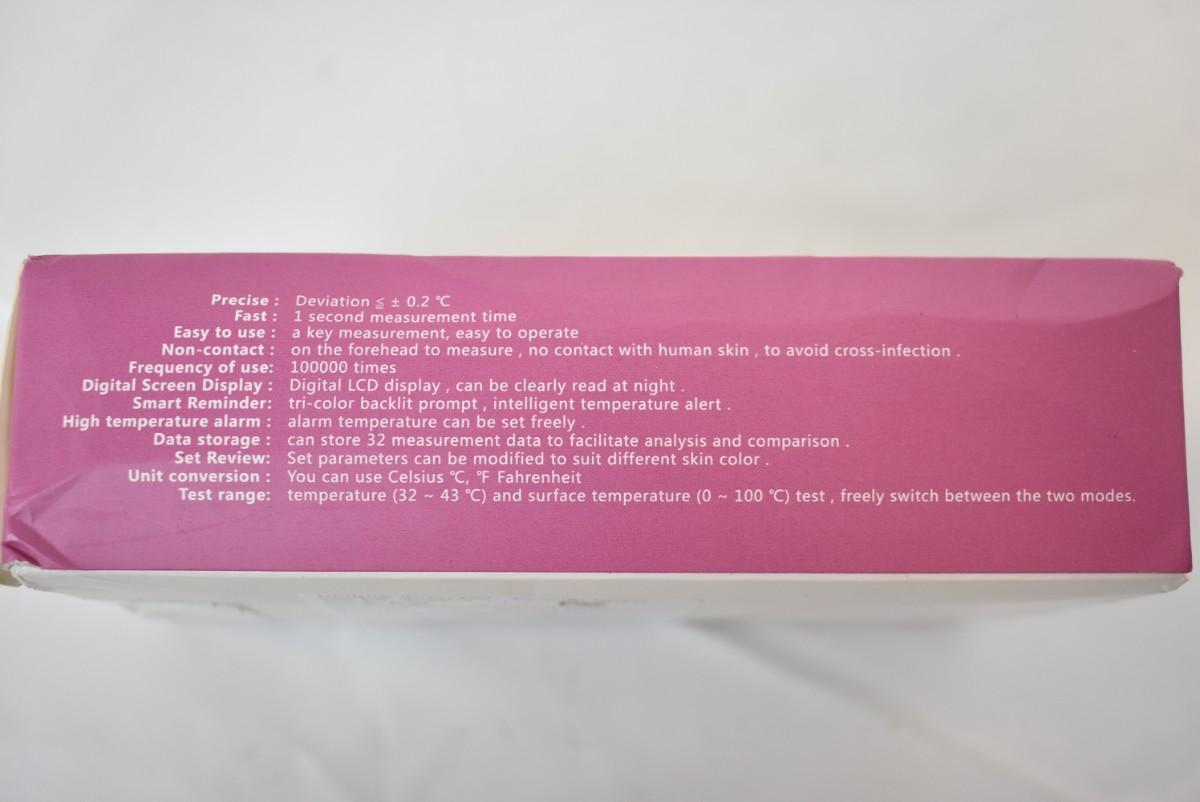 Precise : Deviation ≦ ± 0.2 ℃
Fast : 1 second measurement time
Easy to use : a key measurement, easy to operate
Non-contact : on the forehead to measure , no contact with human skin , to avoid cross-infection .
Frequency of use: 100000 times
Digital Screen Display : Digital LCD display , can be clearly read at night .
Smart Reminder: tri-color backlit prompt , intelligent temperature alert .
High temperature alarm : alarm temperature can be set freely .
Data storage : can store 32 measurement data to facilitate analysis and comparison .
Set Review: Set parameters can be modified to suit different skin color .
Unit conversion : You can use Celsius ℃, ℉ Fahrenheit
Test range: temperature (32 ~ 43 ℃) and surface temperature (0 ~ 100 ℃) test , freely switch between the two modes.